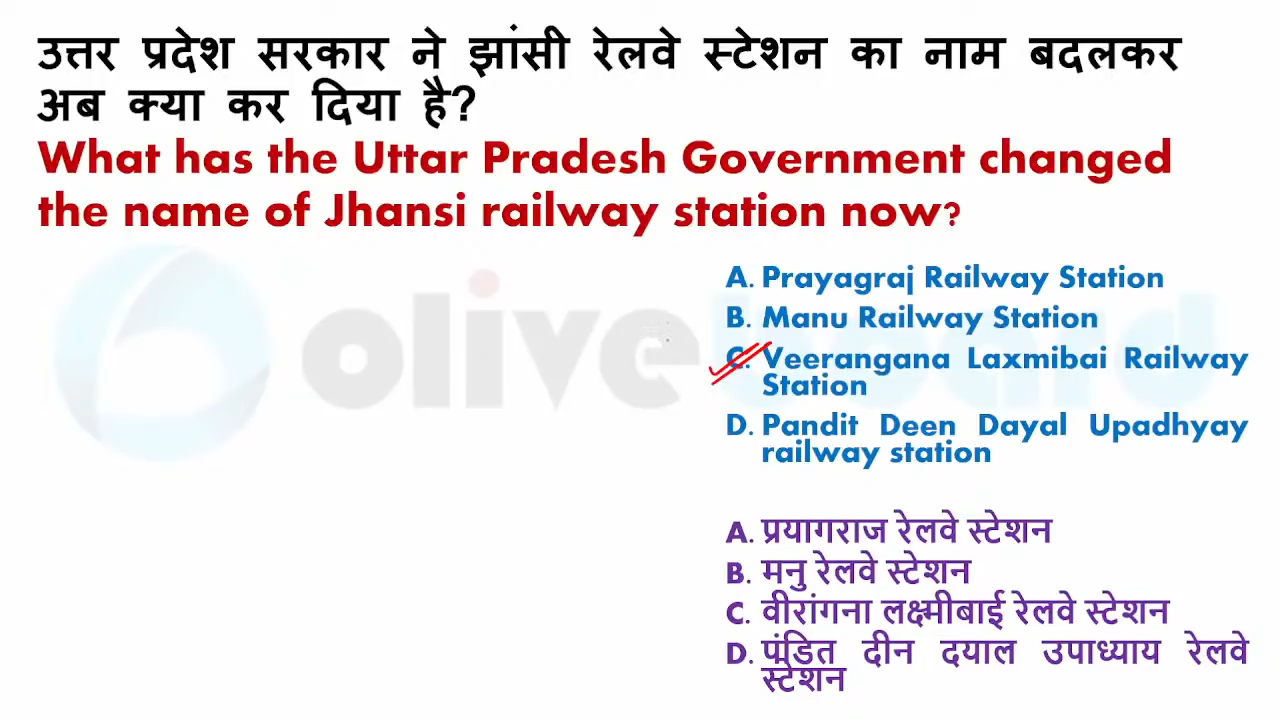 उत्तर प्रदेश सरकार ने झांसी रेलवे स्टेशन का नाम बदलकर
अब क्या कर दिया है?
What has the Uttar Pradesh Government changed
the name of Jhansi railway station now?
oliveboard
A. Prayagraj Railway Station
B. Manu Railway Station
C. Veerangana Laxmibai Railway
Station
D. Pandit Deen Dayal Upadhyay
railway station
A. प्रयागराज रेलवे स्टेशन
B. मनु रेलवे स्टेशन
C. वीरांगना लक्ष्मीबाई रेलवे स्टेशन
D. पंडित दीन दयाल उपाध्याय रेलवे
स्टेशन